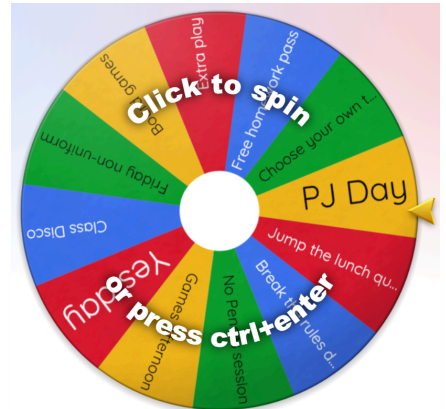 Click to spin
or press ctrl+enter
Extra play
Free homework pass
Choose your own t...
PJ Day
Jump the lunch qu...
Break the rules d...
No Pen session
Games afternoon
Yesday
Class Disco
Friday non-uniform
Board games